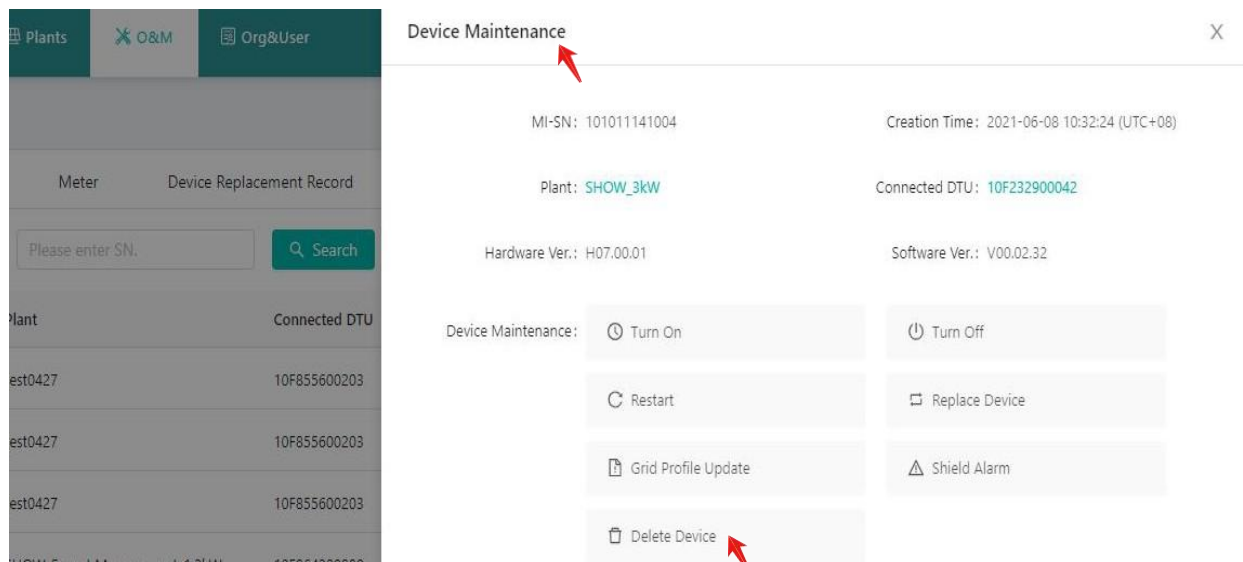 Plants
O&M
Org&User
Meter
Device Replacement Record
Please enter SN.
Search
Plant
Connected DTU
est0427
10F855600203
est0427
10F855600203
est0427
10F855600203
Device Maintenance
X
MI-SN: 101011141004
Creation Time: 2021-06-08 10:32:24 (UTC+08)
Plant: SHOW_3kW
Connected DTU: 10F232900042
Hardware Ver.: H07.00.01
Software Ver.: V00.02.32
Device Maintenance:
Turn On
Turn Off
Restart
Replace Device
Grid Profile Update
Shield Alarm
Delete Device